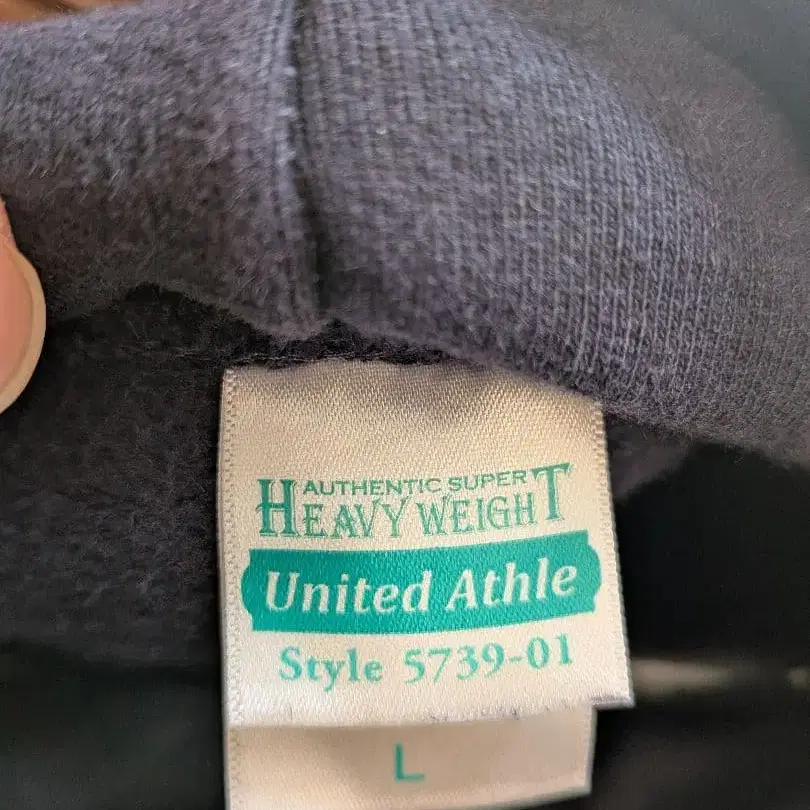 AUTHENTIC SUPER
HEAVY WEIGHT
United Athle
Style 5739-01
L